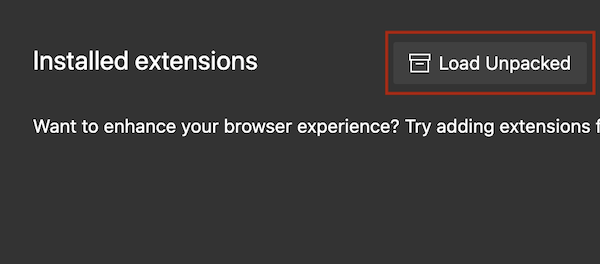 Installed extensions
Load Unpacked
Want to enhance your browser experience? Try adding extensions f